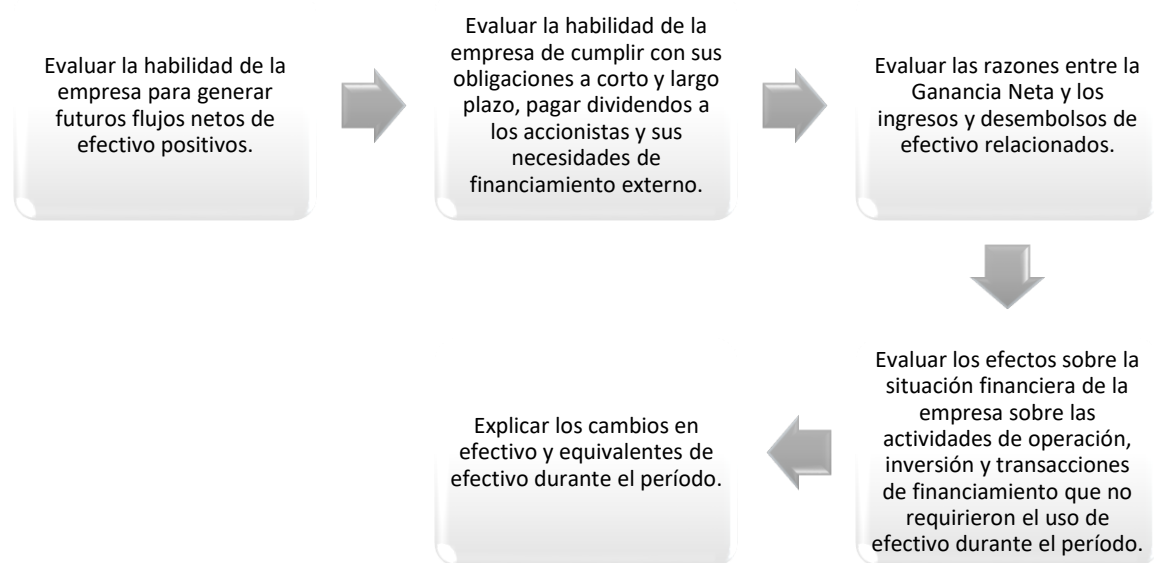 Evaluar la habilidad de la
empresa para generar
futuros flujos netos de
efectivo positivos.
Evaluar la habilidad de la
empresa de cumplir con sus
obligaciones a corto y largo
plazo, pagar dividendos a
los accionistas y sus
necesidades de
financiamiento externo.
Evaluar las razones entre la
Ganancia Neta y los
ingresos y desembolsos de
efectivo relacionados.
Evaluar los efectos sobre la
situación financiera de la
empresa sobre las
actividades de operación,
inversión y transacciones
de financiamiento que no
requirieron el uso de
efectivo durante el período.
Explicar los cambios en
efectivo y equivalentes de
efectivo durante el período.